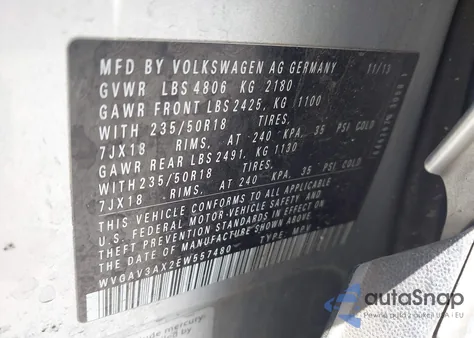 MFD BY VOLKSWAGEN AG GERMANY 11/13
GVWR LBS 4806 KG 2180
GAWR FRONT LBS 2425, KG 1100
WITH 235/50R18 TIRES,
7JX18 RIMS, AT 240 KPA, 35 PSI COLD
GAWR REAR LBS 2491, KG 1130
WITH 235/50R18 TIRES,
7JX18 RIMS, AT 240 KPA, 35 PSI COLD
THIS VEHICLE CONFORMS TO ALL APPLICABLE
U.S. FEDERAL MOTOR VEHICLE SAFETY AND
THEFT PREVENTION STANDARDS IN EFFECT ON
THE DATE OF MANUFACTURE SHOWN ABOVE.
WVGAV3AX2EW557480 TYPE: MPV
mercury.
autoSnap